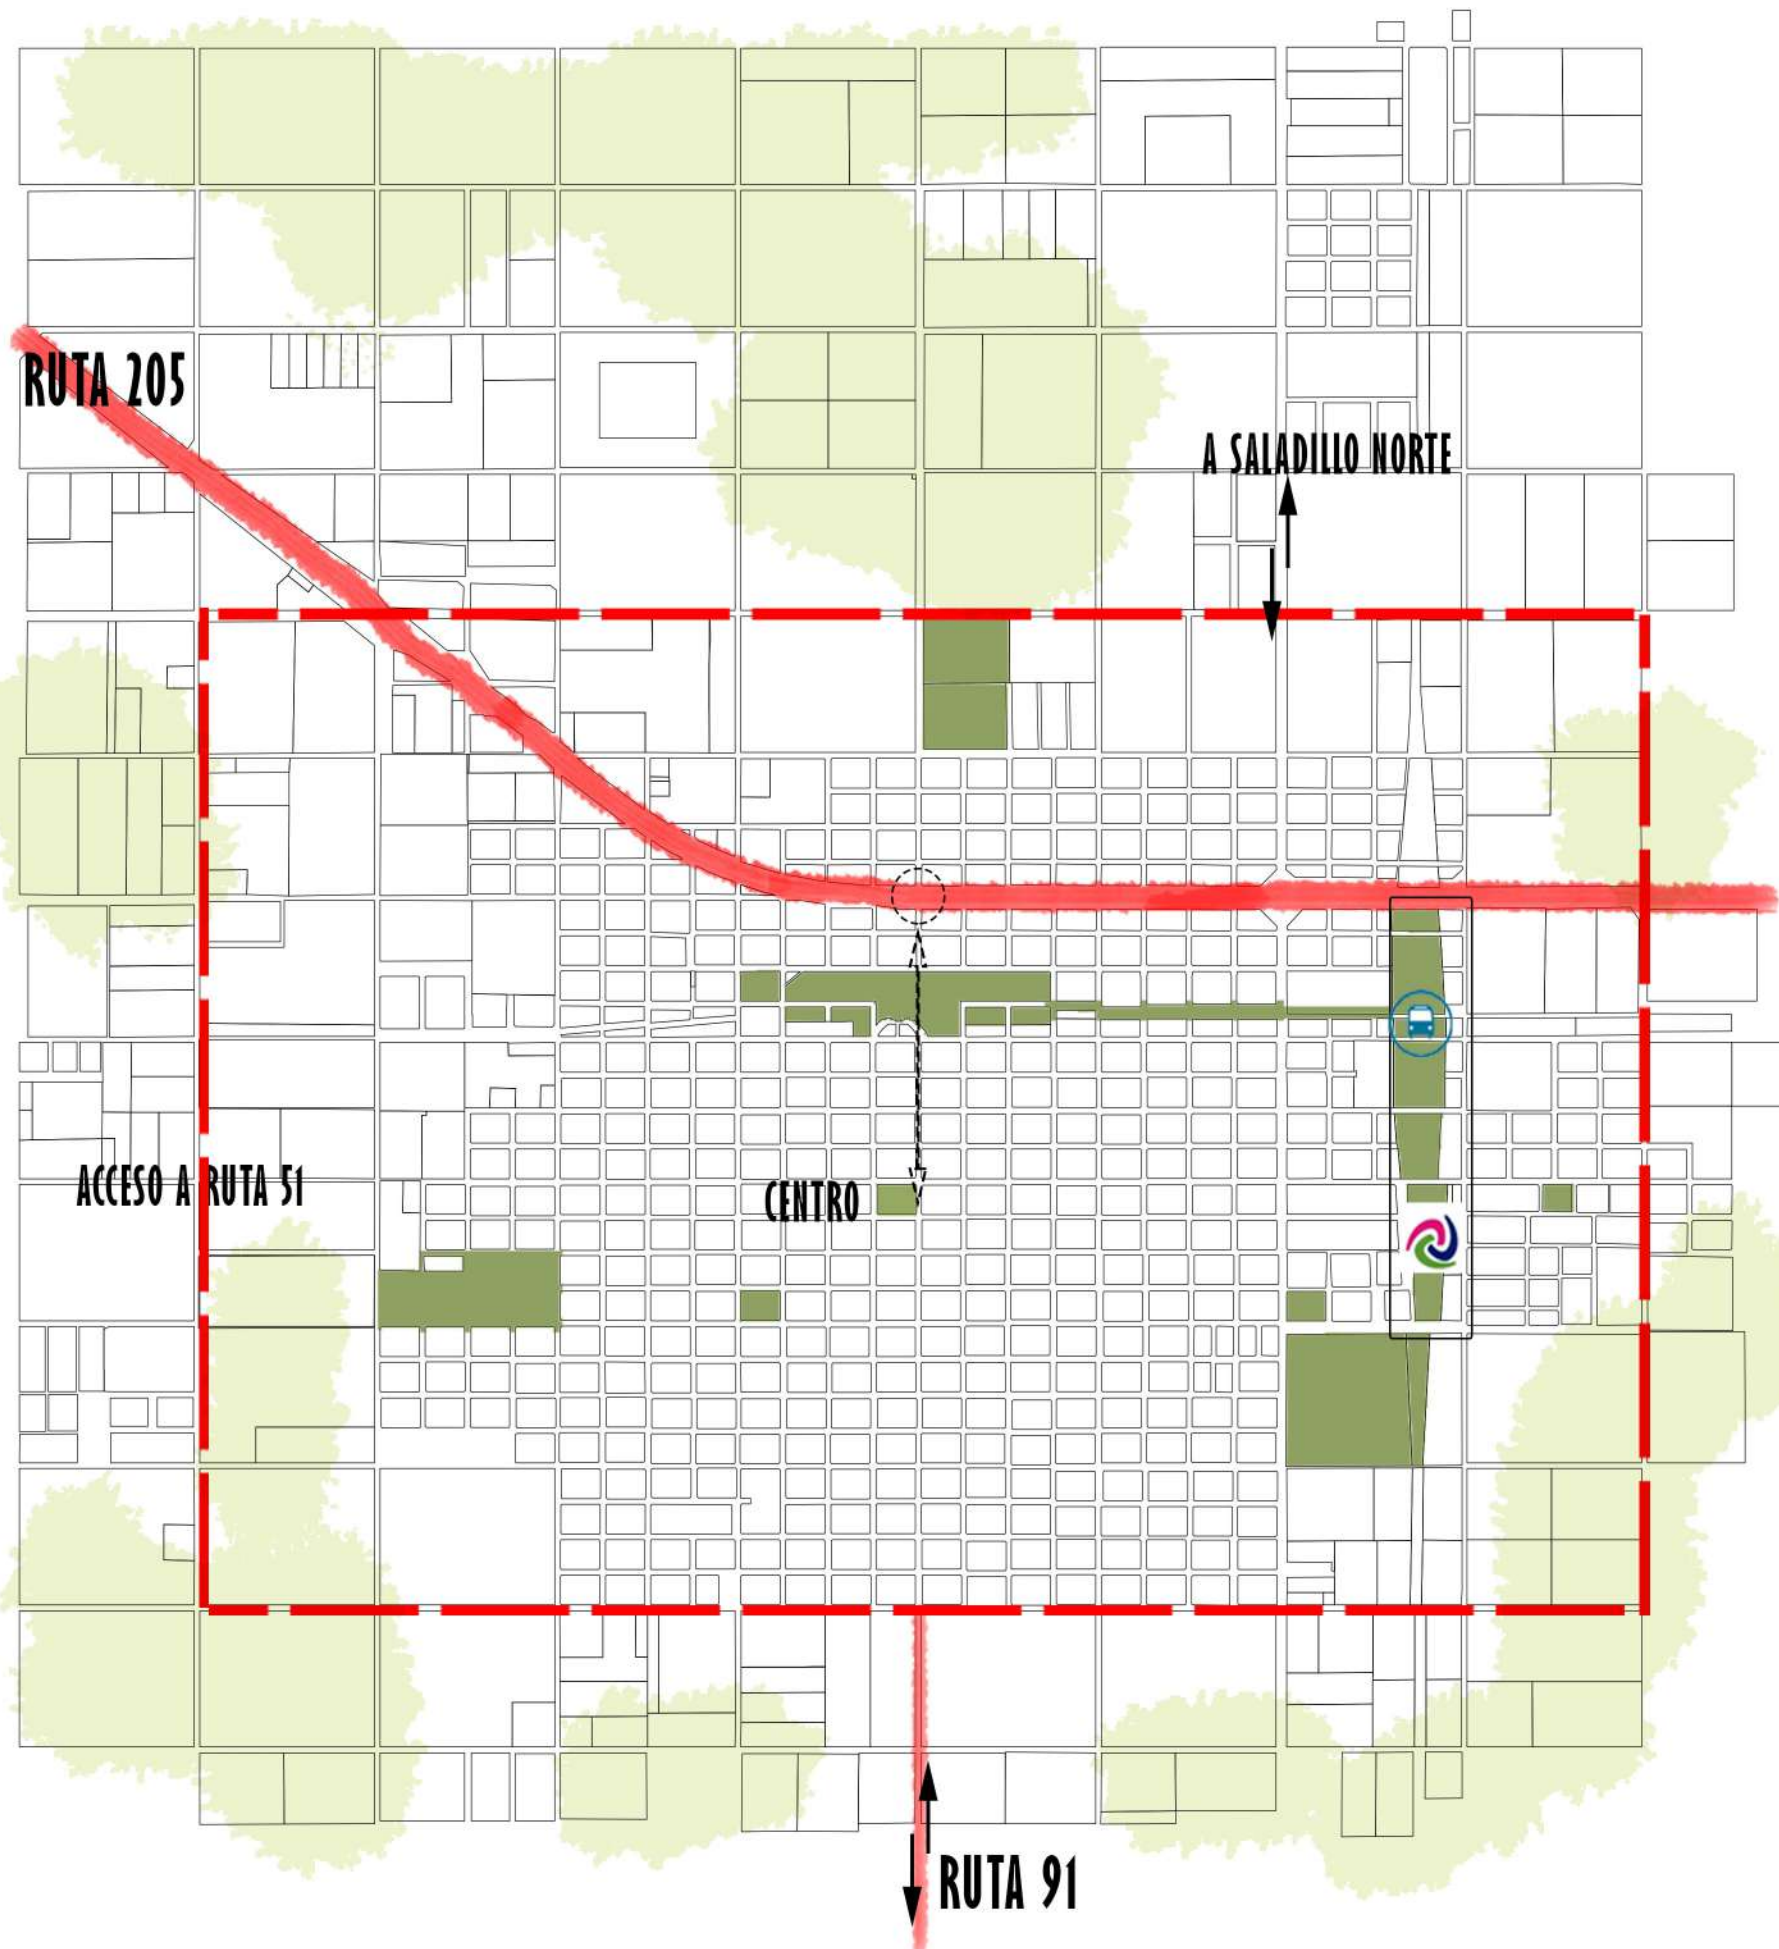 RUTA 205
A SALADILLO NORTE
ACCESO A RUTA 51
CENTRO
RUTA 91